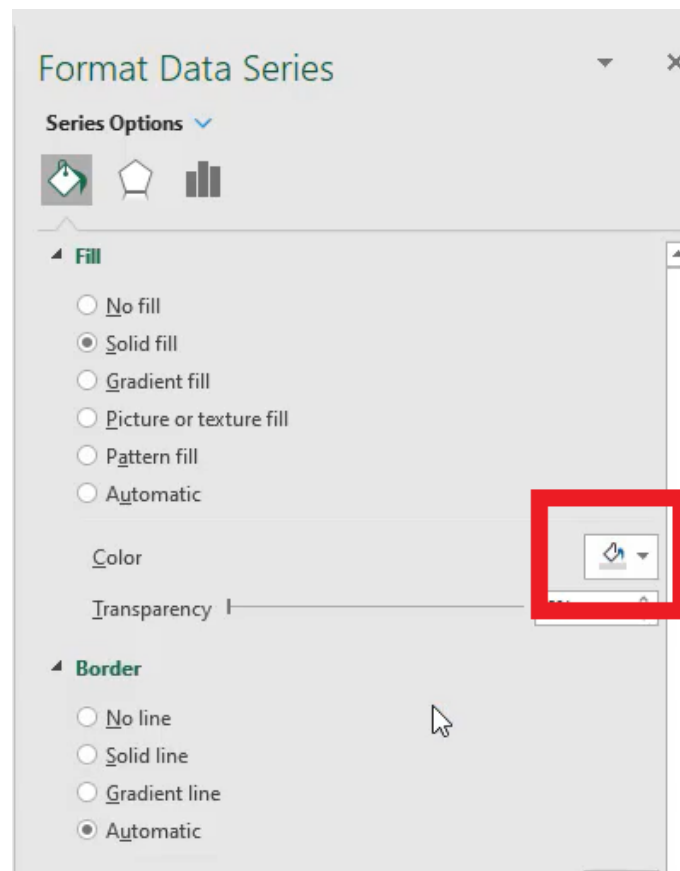 Format Data Series
Series Options
Fill
No fill
Solid fill
Gradient fill
Picture or texture fill
Pattern fill
Automatic
Color
Transparency
Border
No line
Solid line
Gradient line
Automatic